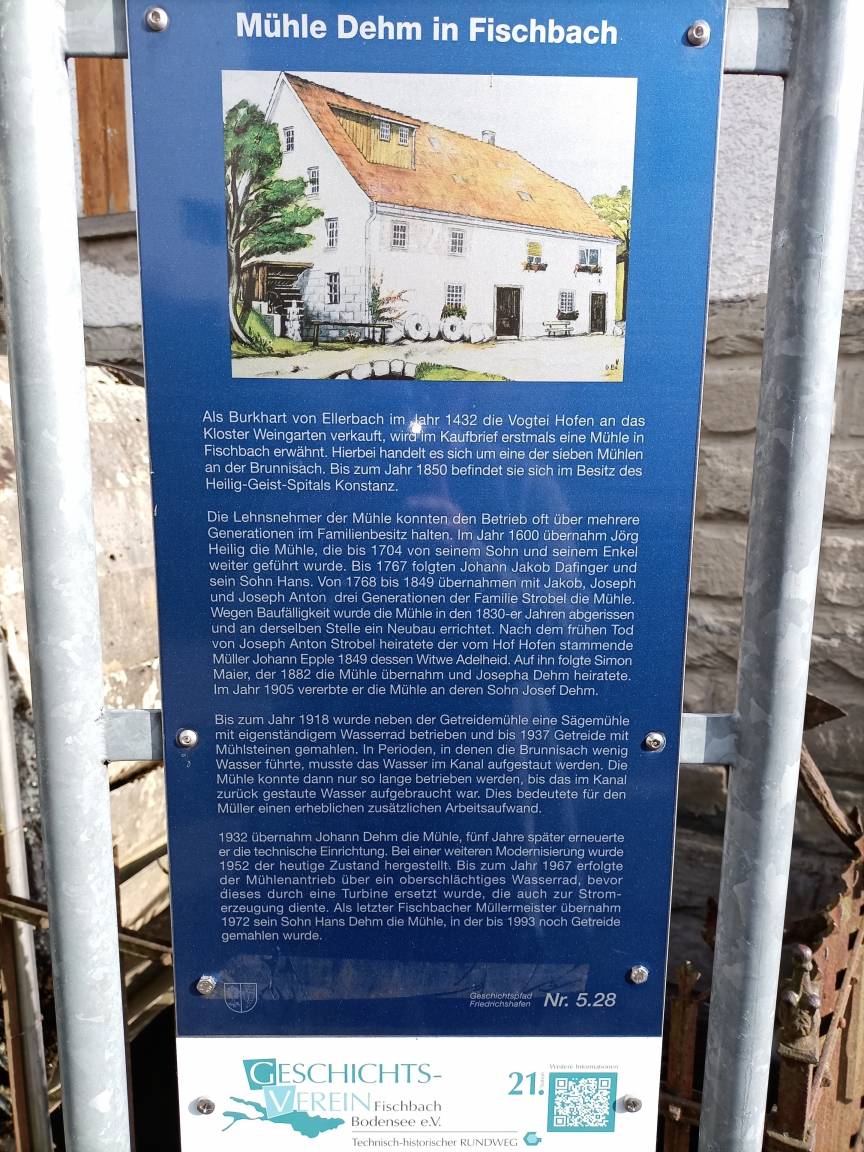 Mühle Dehm in Fischbach
Als Burkhart von Ellerbach im Jahr 1432 die Vogtei Hofen an das
Kloster Weingarten verkauft, wird im Kaufbrief erstmals eine Mühle in
Fischbach erwähnt. Hierbei handelt es sich um eine der sieben Mühlen
an der Brunnisach. Bis zum Jahr 1850 befindet sie sich im Besitz des
Heilig-Geist-Spitals Konstanz.
Die Lehnsnehmer der Mühle konnten den Betrieb oft über mehrere
Generationen im Familienbesitz halten. Im Jahr 1600 übernahm Jörg
Heilig die Mühle, die bis 1704 von seinem Sohn und seinem Enkel
weiter geführt wurde. Bis 1767 folgten Johann Jakob Dafinger und
sein Sohn Hans. Von 1768 bis 1849 übernahmen mit Jakob, Joseph
und Joseph Anton drei Generationen der Familie Strobel die Mühle.
Wegen Baufälligkeit wurde die Mühle in den 1830-er Jahren abgerissen
und an derselben Stelle ein Neubau errichtet. Nach dem frühen Tod
von Joseph Anton Strobel heiratete der vom Hof Hofen stammende
Müller Johann Epple 1849 dessen Witwe Adelheid. Auf ihn folgte Simon
Maier, der 1882 die Mühle übernahm und Josepha Dehm heiratete.
Im Jahr 1905 vererbte er die Mühle an deren Sohn Josef Dehm.
Bis zum Jahr 1918 wurde neben der Getreidemühle eine Sägemühle
mit eigenständigem Wasserrad betrieben und bis 1937 Getreide mit
Mühlsteinen gemahlen. In Perioden, in denen die Brunnisach wenig
Wasser führte, musste das Wasser im Kanal aufgestaut werden. Die
Mühle konnte dann nur so lange betrieben werden, bis das im Kanal
zurück gestaute Wasser aufgebraucht war. Dies bedeutete für den
Müller einen erheblichen zusätzlichen Arbeitsaufwand.
1932 übernahm Johann Dehm die Mühle, fünf Jahre später erneuerte
er die technische Einrichtung. Bei einer weiteren Modernisierung wurde
1952 der heutige Zustand hergestellt. Bis zum Jahr 1967 erfolgte
der Mühlenantrieb über ein oberschlächtiges Wasserrad, bevor
dieses durch eine Turbine ersetzt wurde, die auch zur Strom-
erzeugung diente. Als letzter Fischbacher Müllermeister übernahm
1972 sein Sohn Hans Dehm die Mühle, in der bis 1993 noch Getreide
gemahlen wurde.
Geschichtspfad
Friedrichshafen
Nr. 5.28
GESCHICHTS-
VEREIN Fischbach
Bodensee e.V.
Technisch-historischer RUNDWEG
21.
Weitere Informationen